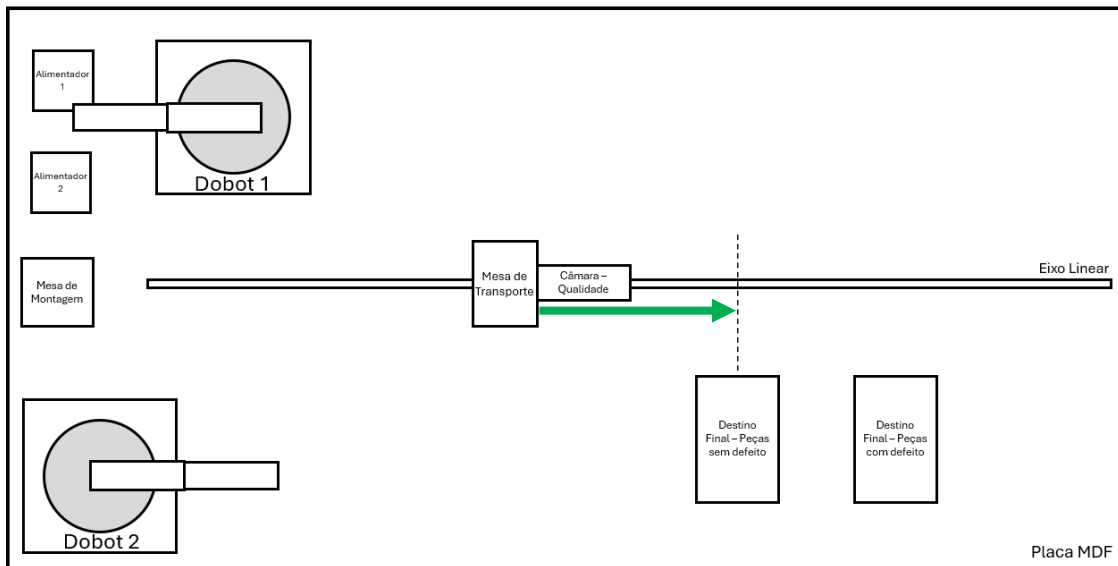 Alimentador
1
Dobot 1
Alimentador
2
Mesa de
Montagem
Mesa de
Transporte
Câmara –
Qualidade
Eixo Linear
Destino
Final – Peças
sem defeito
Destino
Final – Peças
com defeito
Dobot 2
Placa MDF